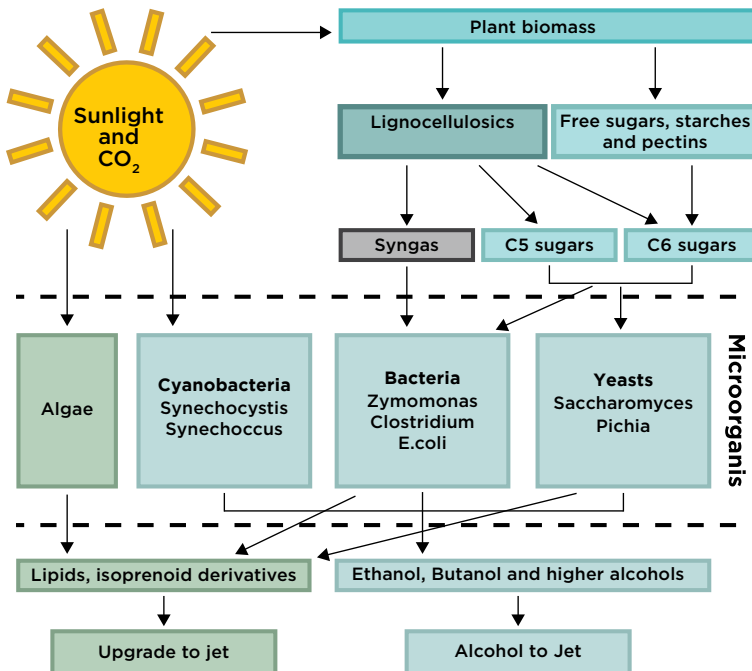 Plant biomass
Sunlight
and
CO₂
Lignocellulosics
Free sugars, starches
and pectins
Syngas
C5 sugars
C6 sugars
Algae
Cyanobacteria
Synechocystis
Synechoccus
Bacteria
Zymomonas
Clostridium
E.coli
Yeasts
Saccharomyces
Pichia
Microorganis
Lipids, isoprenoid derivatives
Ethanol, Butanol and higher alcohols
Upgrade to jet
Alcohol to Jet